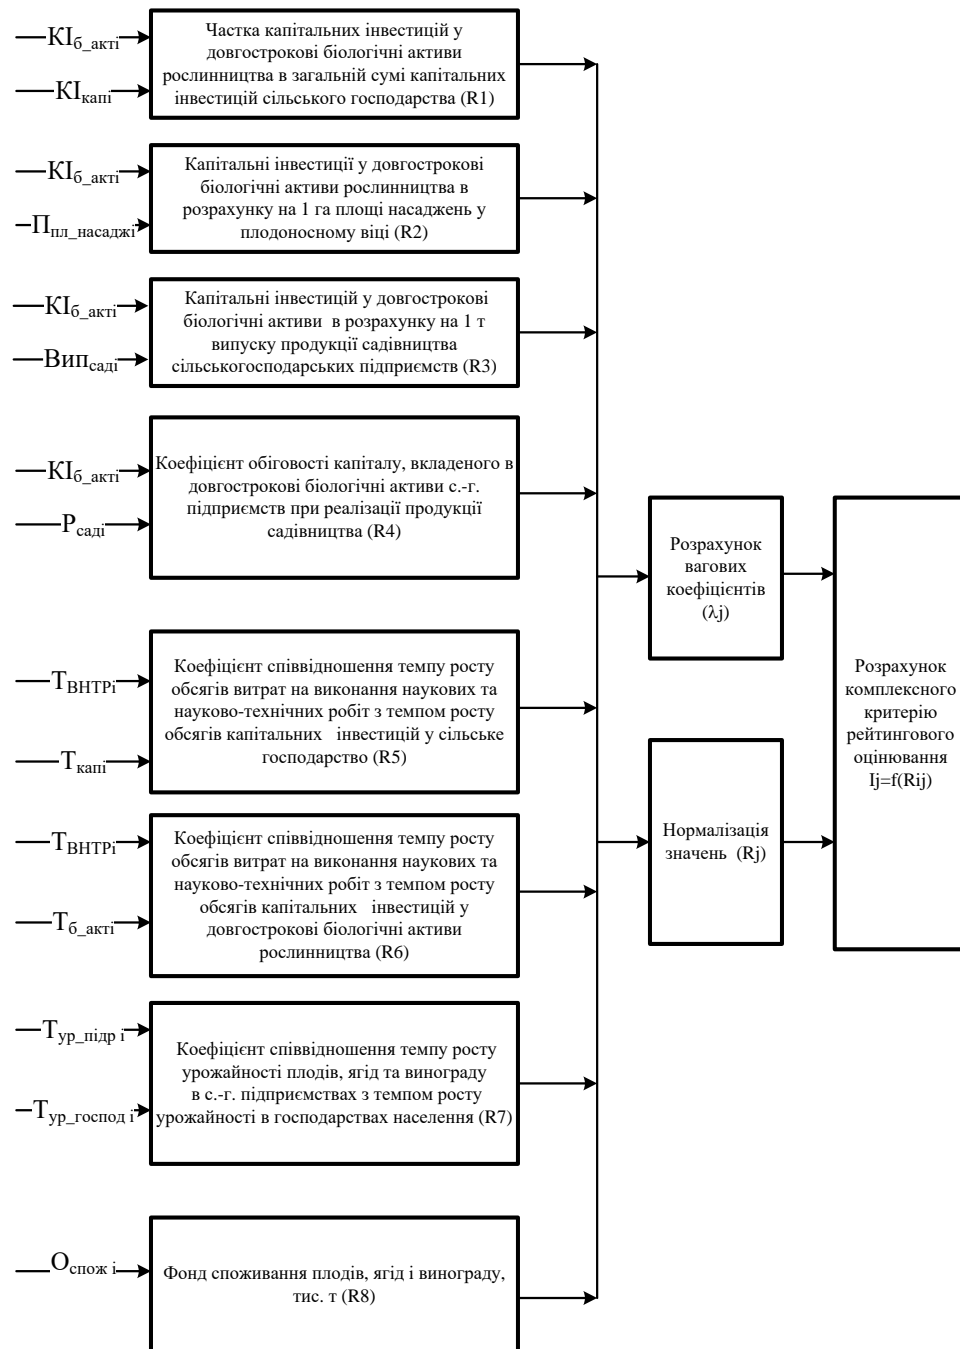 КІб_акті
КІкапі
Частка капітальних інвестицій у
довгострокові біологічні активи
рослинництва в загальній сумі капітальних
інвестицій сільського господарства (R1)
КІб_акті
Ппл_насаджі
Капітальні інвестиції у довгострокові
біологічні активи рослинництва в
розрахунку на 1 га площі насаджень у
плодоносному віці (R2)
КІб_акті
Випсаді
Капітальні інвестицій у довгострокові
біологічні активи в розрахунку на 1 т
випуску продукції садівництва
сільськогосподарських підприємств (R3)
КІб_акті
Рсаді
Коефіцієнт обіговості капіталу, вкладеного в
довгострокові біологічні активи с.-г.
підприємств при реалізації продукції
садівництва (R4)
ТВНТРі
Ткапі
Коефіцієнт співвідношення темпу росту
обсягів витрат на виконання наукових та
науково-технічних робіт з темпом росту
обсягів капітальних інвестицій у сільське
господарство (R5)
ТВНТРі
Тб_акті
Коефіцієнт співвідношення темпу росту
обсягів витрат на виконання наукових та
науково-технічних робіт з темпом росту
обсягів капітальних інвестицій у
довгострокові біологічні активи
рослинництва (R6)
Тур_підр і
Тур_господ і
Коефіцієнт співвідношення темпу росту
урожайності плодів, ягід та винограду
в с.-г. підприємствах з темпом росту
урожайності в господарствах населення (R7)
Оспож і
Фонд споживання плодів, ягід і винограду,
тис. т (R8)
Розрахунок
вагових
коефіцієнтів
(λj)
Нормалізація
значень (Rj)
Розрахунок
комплексного
критерію
рейтингового
оцінювання
Ij=f(Rij)